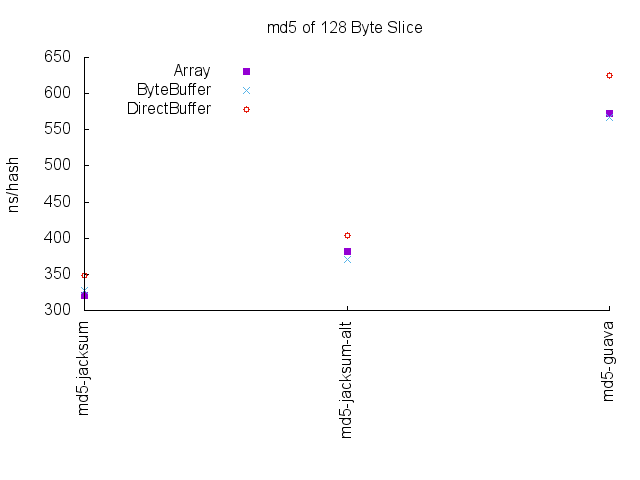 md5 of 128 Byte Slice
650
600
550
500
450
400
350
300
ns/hash
Array
ByteBuffer
DirectBuffer
md5-jacksum
md5-jacksum-alt
md5-guava